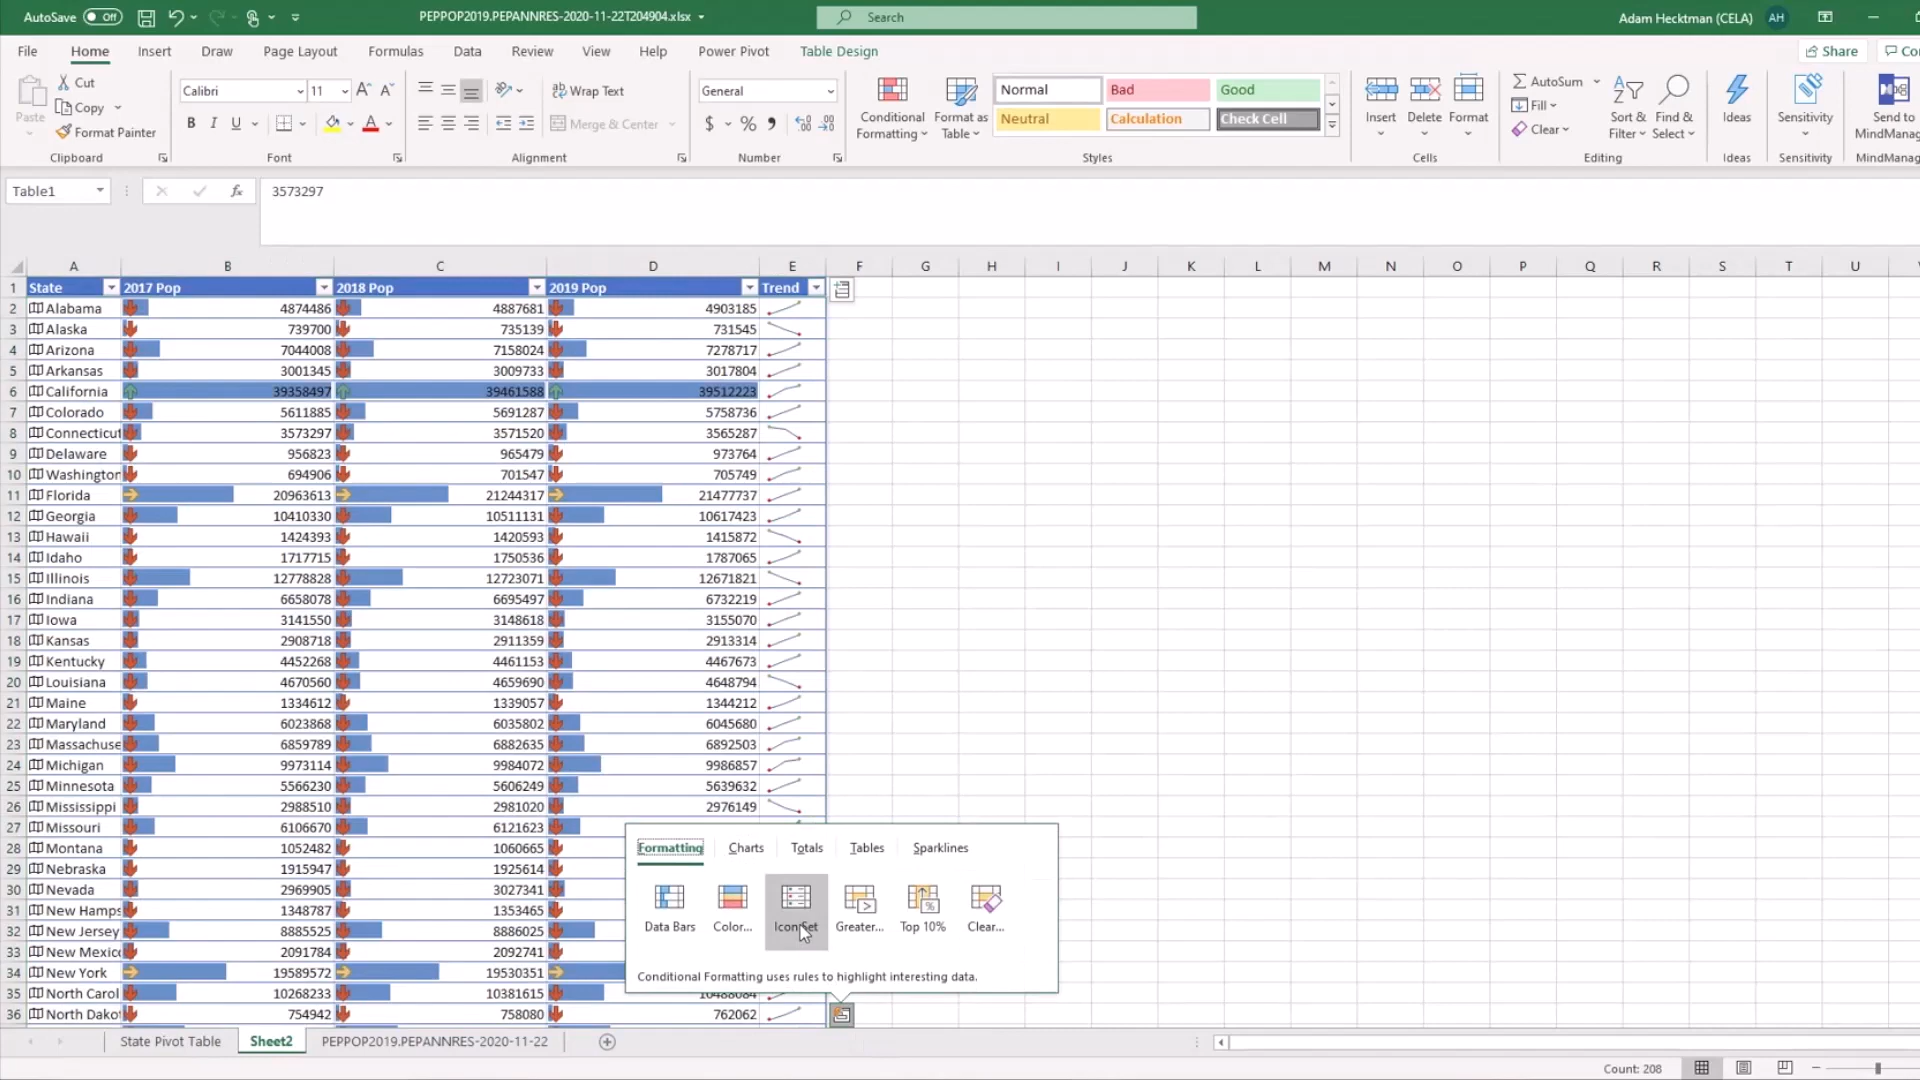 AutoSave Off PEPPOP2019.PEPANNRES-2020-11-22T204904.xlsx Search Adam Hecktman (CELA) AH
File Home Insert Draw Page Layout Formulas Data Review View Help Power Pivot Table Design Share
Paste Cut
Copy
Format Painter
Calibri 11
B I U
Wrap Text
Merge & Center
General
$ % ,
Conditional Formatting
Format as Table
Normal Bad Good
Neutral Calculation Check Cell
Insert Delete Format
AutoSum
Fill
Clear
Sort & Filter
Find & Select
Ideas
Sensitivity
Send to
MindManag
Clipboard Font Alignment Number Styles Cells Editing Ideas Sensitivity MindManag
Table1 fx 3573297
A B C D E F G H I J K L M N O P Q R S T U
1 State 2017 Pop 2018 Pop 2019 Pop Trend
2 Alabama 4874486 4887681 4903185
3 Alaska 739700 735139 731545
4 Arizona 7044008 7158024 7278717
5 Arkansas 3001345 3009733 3017804
6 California 39358497 39461588 39512223
7 Colorado 5611885 5691287 5758736
8 Connecticut 3573297 3571520 3565287
9 Delaware 956823 965479 973764
10 Washington 694906 701547 705749
11 Florida 20963613 21244317 21477737
12 Georgia 10410330 10511131 10617423
13 Hawaii 1424393 1420593 1415872
14 Idaho 1717715 1750536 1787065
15 Illinois 12778828 12723071 12671821
16 Indiana 6658078 6695497 6732219
17 Iowa 3141550 3148618 3155070
18 Kansas 2908718 2911359 2913314
19 Kentucky 4452268 4461153 4467673
20 Louisiana 4670560 4659690 4648794
21 Maine 1334612 1339057 1344212
22 Maryland 6023868 6035802 6045680
23 Massachuse 6859789 6882635 6892503
24 Michigan 9973114 9984072 9986857
25 Minnesota 5566230 5606249 5639632
26 Mississippi 2988510 2981020 2976149
27 Missouri 6106670 6121623
28 Montana 1052482 1060665
29 Nebraska 1915947 1925614
30 Nevada 2969905 3027341
31 New Hamps 1348787 1353465
32 New Jersey 8885525 8886025
33 New Mexic 2091784 2092741
34 New York 19589572 19530351
35 North Carol 10268233 10381615 10488084
36 North Dako 754942 758080 762062
Formatting Charts Totals Tables Sparklines
Data Bars Color... Icon Set Greater... Top 10% Clear...
Conditional Formatting uses rules to highlight interesting data.
State Pivot Table Sheet2 PEPPOP2019.PEPANNRES-2020-11-22
Count: 208